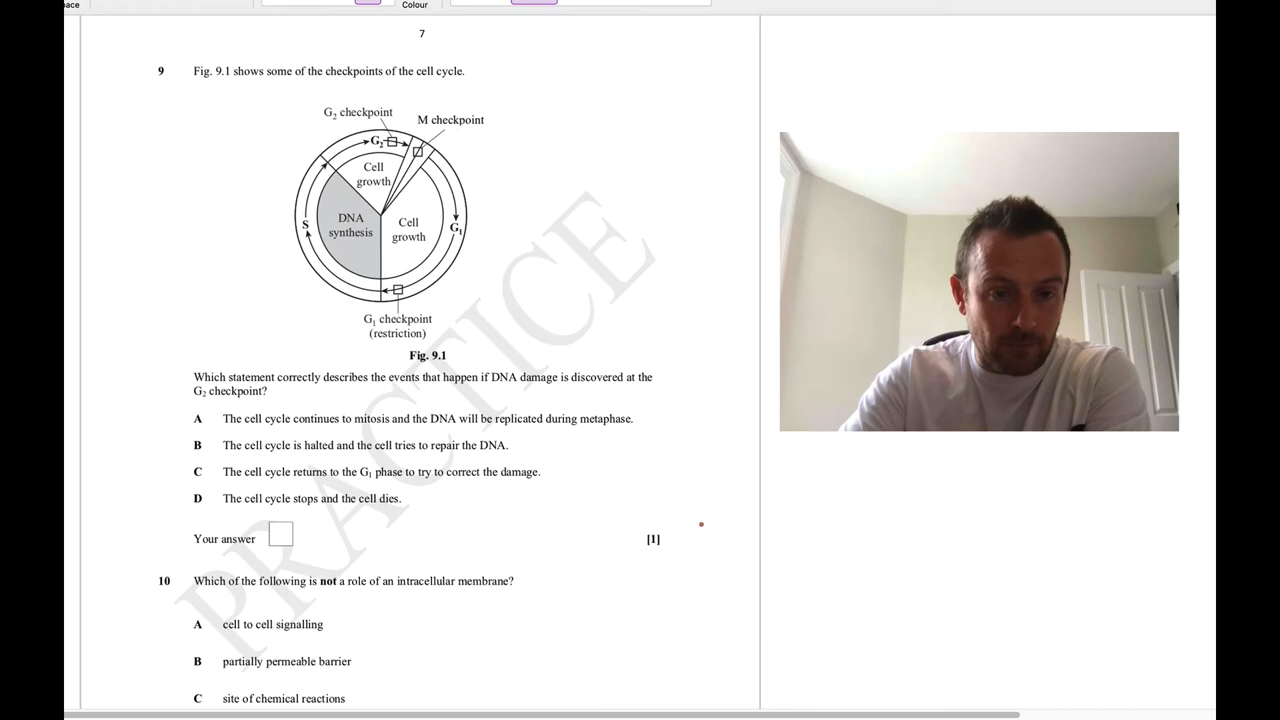 ace
Colour
7
9 Fig. 9.1 shows some of the checkpoints of the cell cycle.
G₂ checkpoint
M checkpoint
G₂
Cell
growth
DNA
synthesis
S
Cell
growth
G₁
G₁ checkpoint
(restriction)
Fig. 9.1
Which statement correctly describes the events that happen if DNA damage is discovered at the
G₂ checkpoint?
A The cell cycle continues to mitosis and the DNA will be replicated during metaphase.
B The cell cycle is halted and the cell tries to repair the DNA.
C The cell cycle returns to the G₁ phase to try to correct the damage.
D The cell cycle stops and the cell dies.
Your answer [1]
10 Which of the following is not a role of an intracellular membrane?
A cell to cell signalling
B partially permeable barrier
C site of chemical reactions
PRACTICE